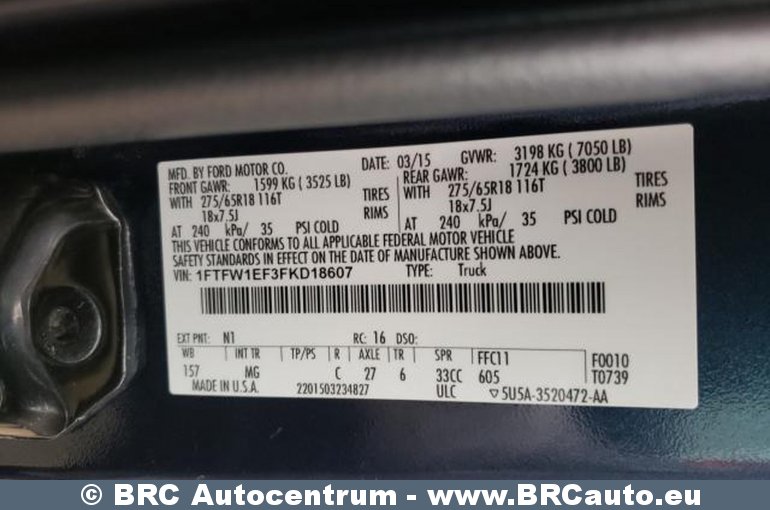 MFD. BY FORD MOTOR CO. DATE: 03/15 GVWR: 3198 KG ( 7050 LB)
FRONT GAWR: 1599 KG ( 3525 LB) REAR GAWR: 1724 KG ( 3800 LB)
WITH 275/65R18 116T TIRES WITH 275/65R18 116T TIRES
18x7.5J RIMS 18x7.5J RIMS
AT 240 kPa/ 35 PSI COLD AT 240 kPa/ 35 PSI COLD
THIS VEHICLE CONFORMS TO ALL APPLICABLE FEDERAL MOTOR VEHICLE
SAFETY STANDARDS IN EFFECT ON THE DATE OF MANUFACTURE SHOWN ABOVE.
VIN: 1FTFW1EF3FKD18607 TYPE: Truck
EXT PNT: N1 RC: 16 DSO:
WB INT TR TP/PS R AXLE TR SPR FFC11 F0010
157 MG C 27 6 33CC 605 T0739
MADE IN U.S.A. 2201503234827 ULC ▽5U5A-3520472-AA
© BRC Autocentrum - www.BRCauto.eu